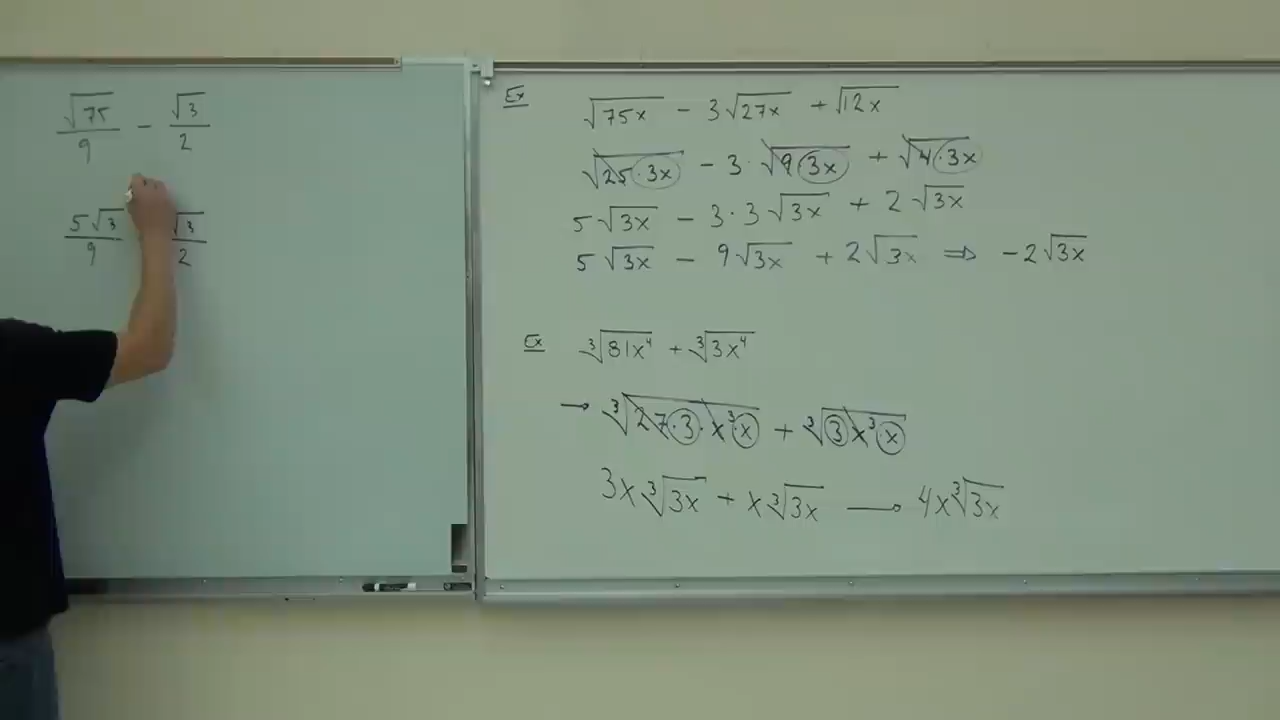 √75/9 - √3/2
5√3/9 √3/2
Ex √75x - 3√27x + √12x
√25·3x - 3·√9·3x + √4·3x
5√3x - 3·3√3x + 2√3x
5√3x - 9√3x + 2√3x ⇒ -2√3x
Ex ∛81x⁴ + ∛3x⁴
→ ∛27·3·x³·x + ∛3x³·x
3x∛3x + x∛3x → 4x∛3x